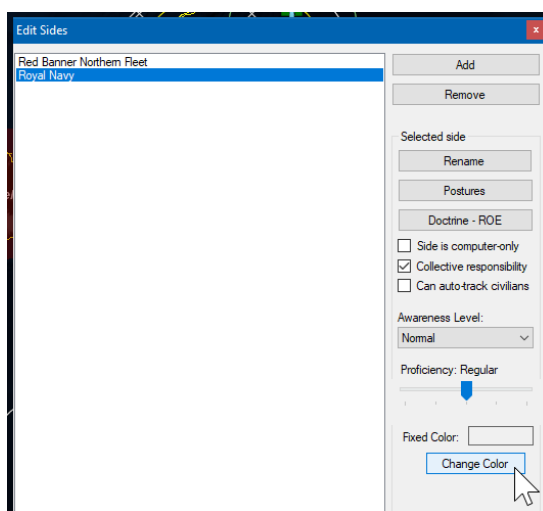 Edit Sides
x
Red Banner Northern Fleet
Royal Navy
Add
Remove
Selected side
Rename
Postures
Doctrine - ROE
Side is computer-only
Collective responsibility
Can auto-track civilians
Awareness Level:
Normal
Proficiency: Regular
Fixed Color:
Change Color